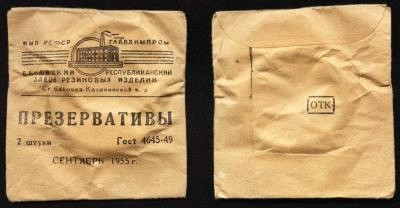 МХП РСФСР ГЛАВХИМПРОМ
БАКОВСКИЙ РЕСПУБЛИКАНСКИЙ
ЗАВОД РЕЗИНОВЫХ ИЗДЕЛИЙ
Ст Баковка Калининской ж. д
ПРЕЗЕРВАТИВЫ
2 штуки Гост 4645-49
СЕНТЯБРЬ 1955 г.
ОТК